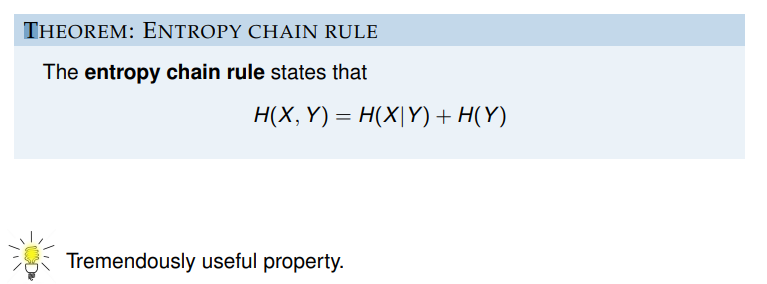 THEOREM: ENTROPY CHAIN RULE
The entropy chain rule states that
H(X, Y) = H(X|Y) + H(Y)
Tremendously useful property.